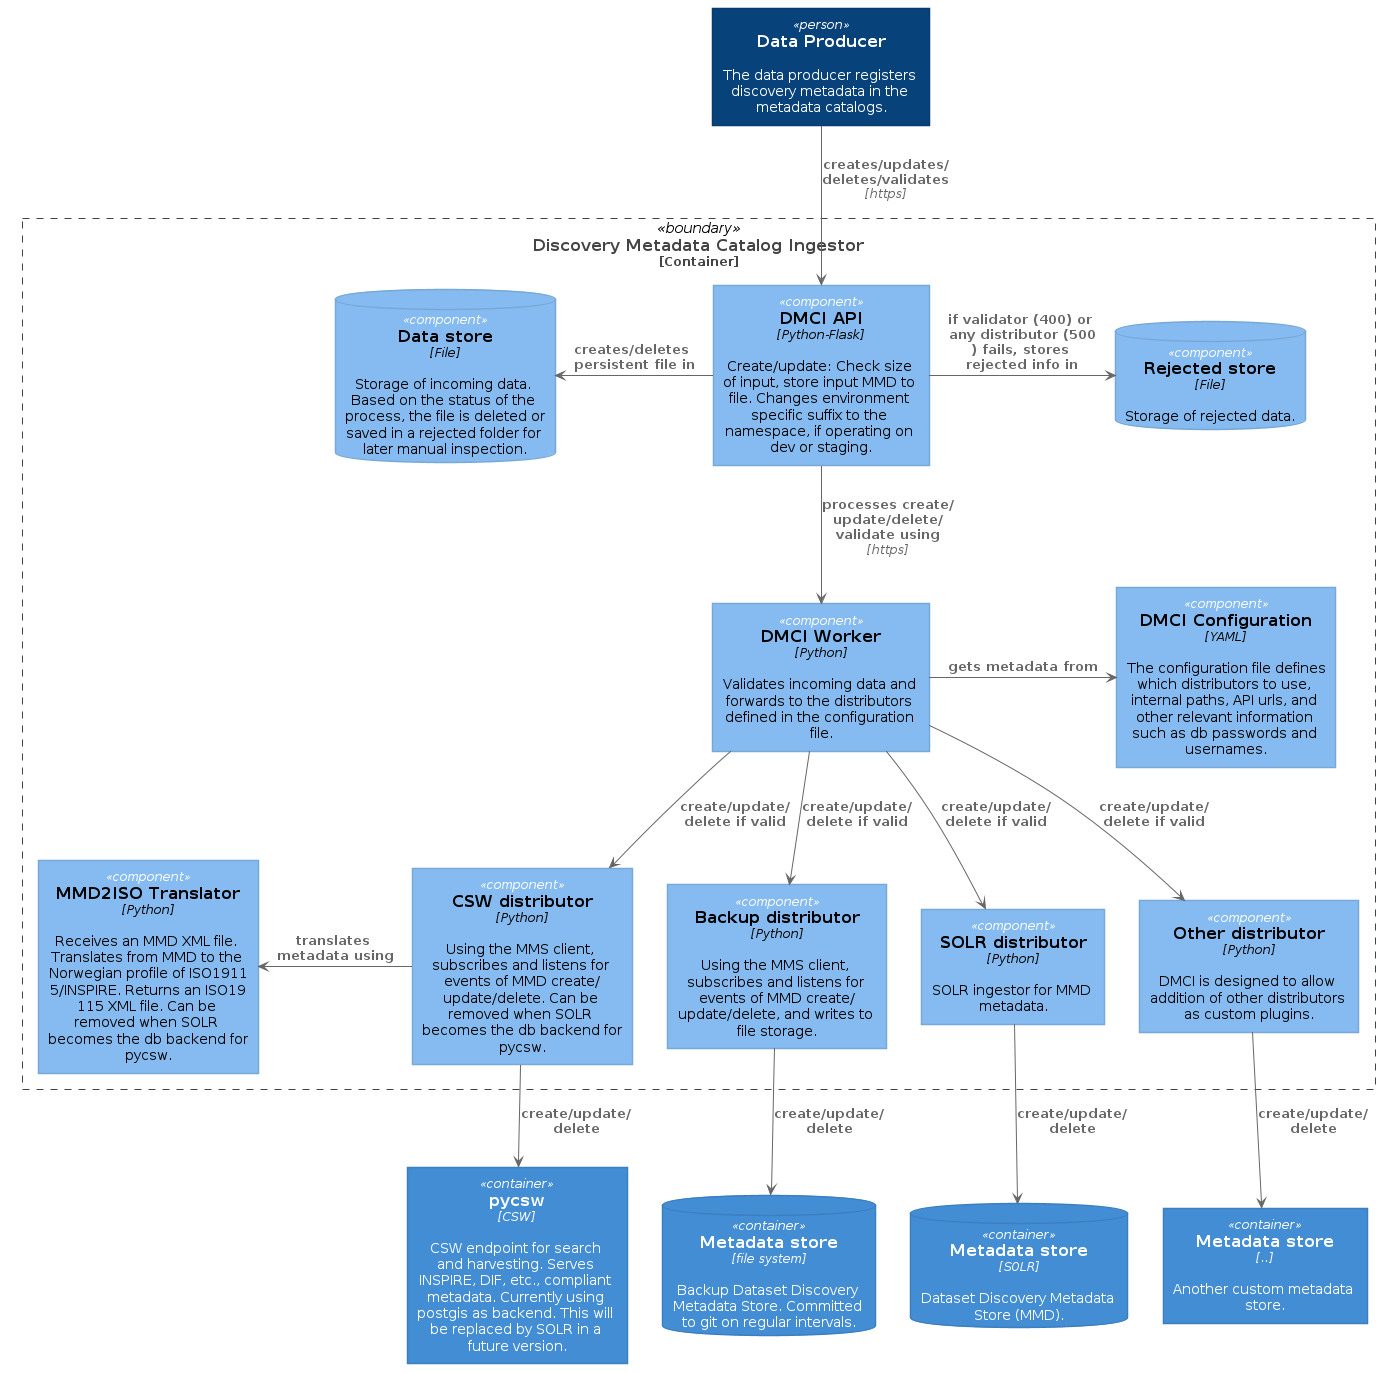 «person»
Data Producer
The data producer registers
discovery metadata in the
metadata catalogs.
creates/updates/
deletes/validates
[https]
«boundary»
Discovery Metadata Catalog Ingestor
[Container]
«component»
Data store
[File]
Storage of incoming data.
Based on the status of the
process, the file is deleted or
saved in a rejected folder for
later manual inspection.
creates/deletes
persistent file in
«component»
DMCI API
[Python-Flask]
Create/update: Check size
of input, store input MMD to
file. Changes environment
specific suffix to the
namespace, if operating on
dev or staging.
if validator (400) or
any distributor (500
) fails, stores
rejected info in
«component»
Rejected store
[File]
Storage of rejected data.
processes create/
update/delete/
validate using
[https]
«component»
DMCI Worker
[Python]
Validates incoming data and
forwards to the distributors
defined in the configuration
file.
gets metadata from
«component»
DMCI Configuration
[YAML]
The configuration file defines
which distributors to use,
internal paths, API urls, and
other relevant information
such as db passwords and
usernames.
create/update/
delete if valid
create/update/
delete if valid
create/update/
delete if valid
create/update/
delete if valid
«component»
MMD2ISO Translator
[Python]
Receives an MMD XML file.
Translates from MMD to the
Norwegian profile of ISO1911
5/INSPIRE. Returns an ISO19
115 XML file. Can be
removed when SOLR
becomes the db backend for
pycsw.
translates
metadata using
«component»
CSW distributor
[Python]
Using the MMS client,
subscribes and listens for
events of MMD create/
update/delete. Can be
removed when SOLR
becomes the db backend for
pycsw.
«component»
Backup distributor
[Python]
Using the MMS client,
subscribes and listens for
events of MMD create/
update/delete, and writes to
file storage.
«component»
SOLR distributor
[Python]
SOLR ingestor for MMD
metadata.
«component»
Other distributor
[Python]
DMCI is designed to allow
addition of other distributors
as custom plugins.
create/update/
delete
create/update/
delete
create/update/
delete
create/update/
delete
«container»
pycsw
[CSW]
CSW endpoint for search
and harvesting. Serves
INSPIRE, DIF, etc., compliant
metadata. Currently using
postgis as backend. This will
be replaced by SOLR in a
future version.
«container»
Metadata store
[file system]
Backup Dataset Discovery
Metadata Store. Committed
to git on regular intervals.
«container»
Metadata store
[SOLR]
Dataset Discovery Metadata
Store (MMD).
«container»
Metadata store
[..]
Another custom metadata
store.